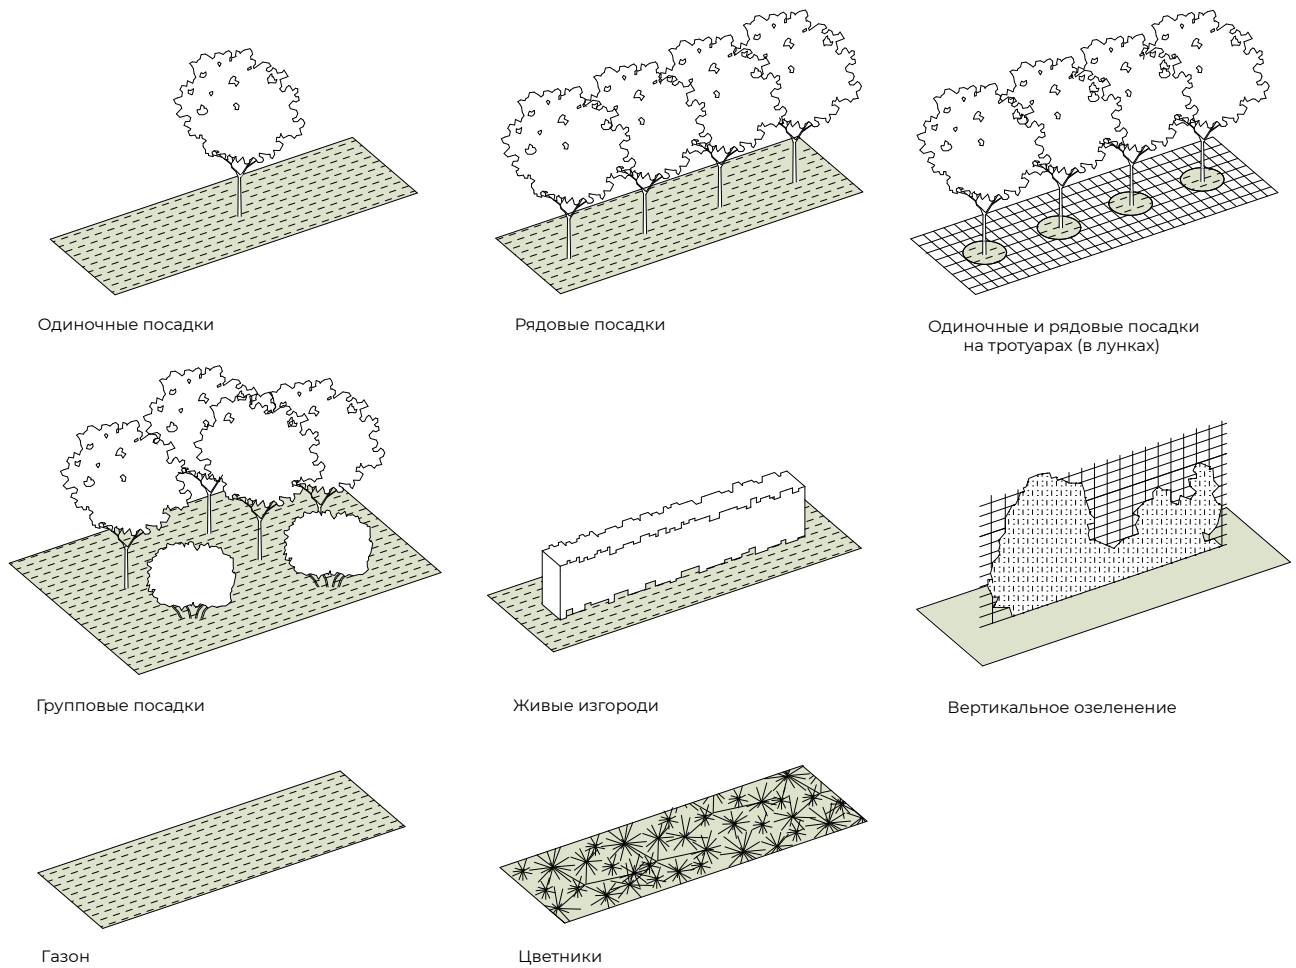 Одиночные посадки
Рядовые посадки
Одиночные и рядовые посадки
на тротуарах (в лунках)
Групповые посадки
Живые изгороди
Вертикальное озеленение
Газон
Цветники